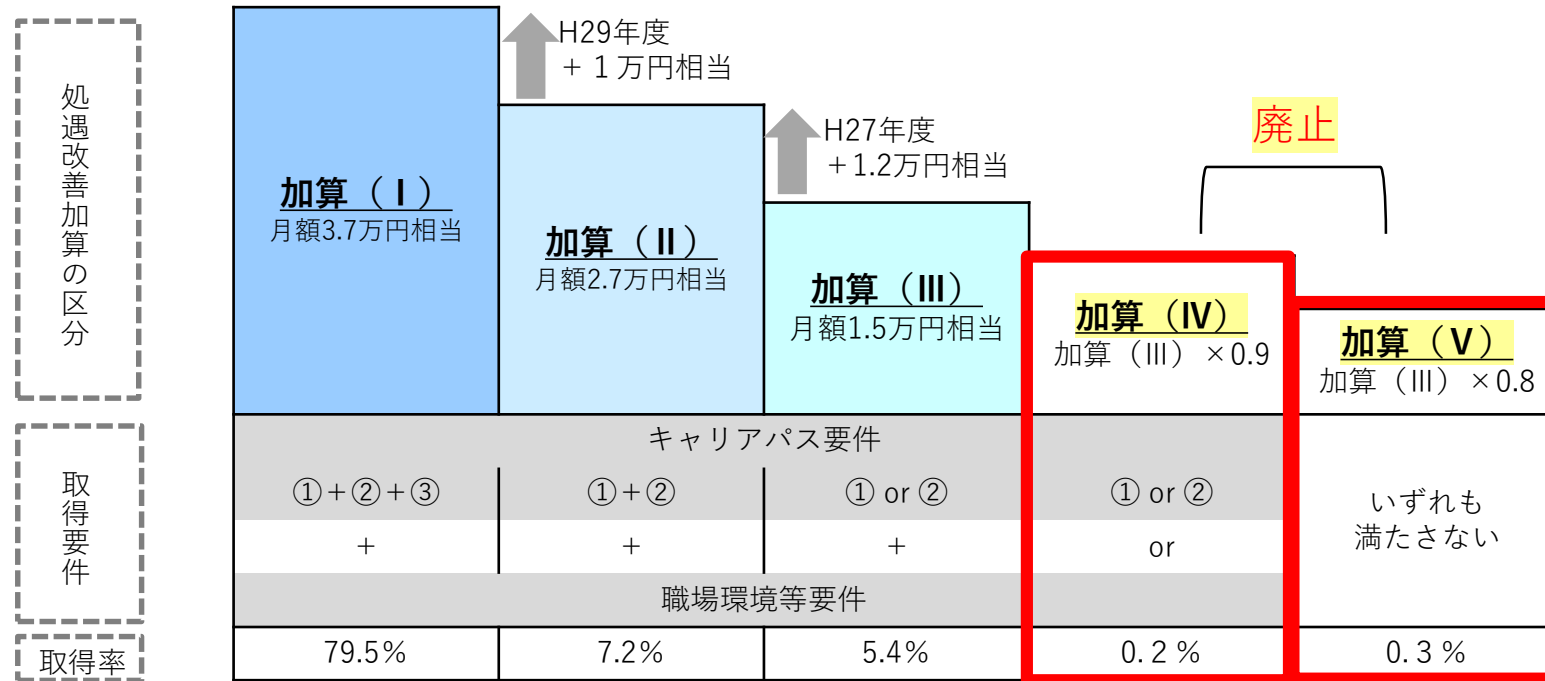 処遇改善加算の区分
H29年度
+１万円相当
H27年度
+1.2万円相当
廃止
加算（Ⅰ）
月額3.7万円相当
加算（Ⅱ）
月額2.7万円相当
加算（Ⅲ）
月額1.5万円相当
加算（Ⅳ）
加算（Ⅲ）×0.9
加算（Ⅴ）
加算（Ⅲ）×0.8
取得要件
キャリアパス要件
①+②+③
①+②
① or ②
① or ②
いずれも
満たさない
+
+
+
or
職場環境等要件
取得率
79.5%
7.2%
5.4%
0.２%
0.３%